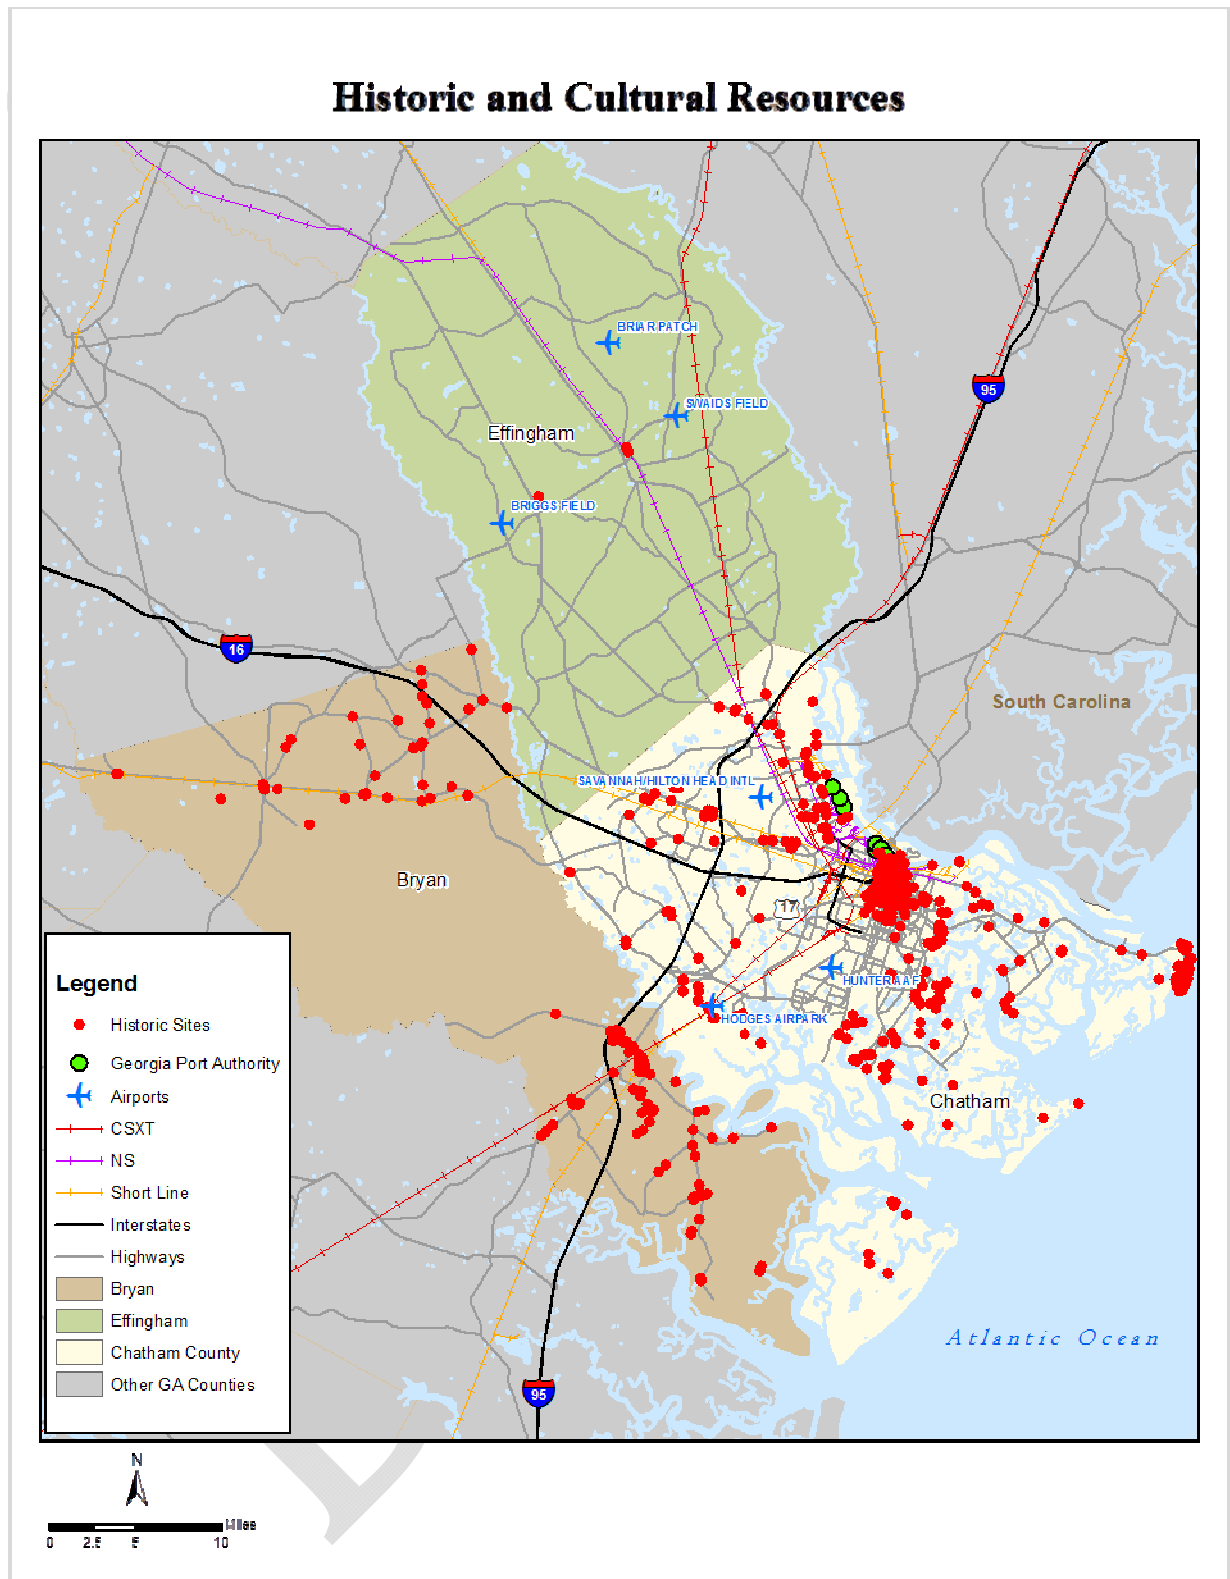 Historic and Cultural Resources
BRIAR PATCH
SWAIDS FIELD
95
Effingham
BRIGGS FIELD
16
South Carolina
SAVANNAH/HILTON HEAD INTL
Bryan
17
HUNTER AAF
HODGES AIRPARK
Chatham
Atlantic Ocean
95
Legend
Historic Sites
Georgia Port Authority
Airports
CSXT
NS
Short Line
Interstates
Highways
Bryan
Effingham
Chatham County
Other GA Counties
N
Miles
0 2.5 5 10